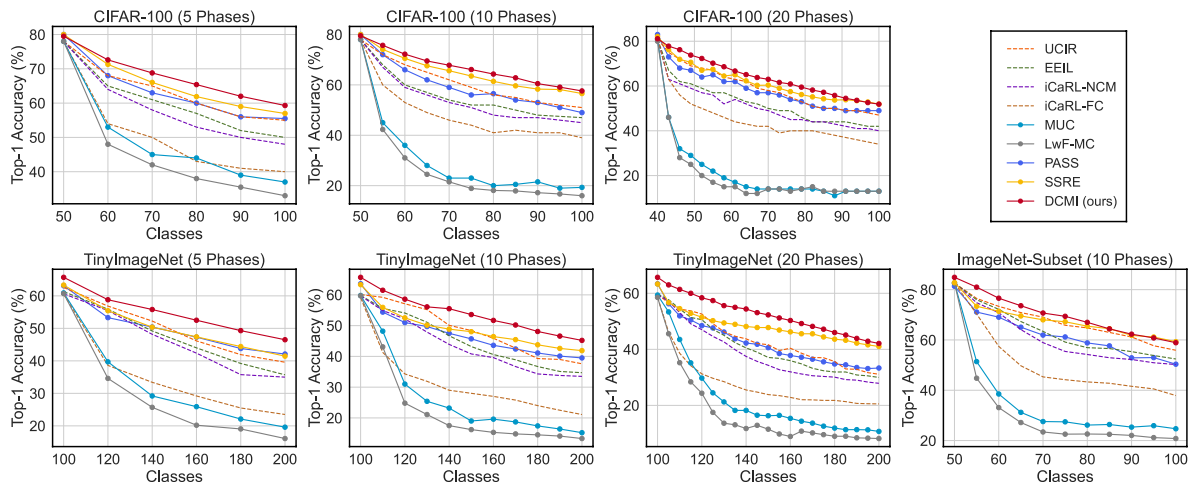 CIFAR-100 (5 Phases)
80
70
60
50
40
Top-1 Accuracy (%)
50 60 70 80 90 100
Classes
CIFAR-100 (10 Phases)
80
60
40
20
Top-1 Accuracy (%)
50 60 70 80 90 100
Classes
CIFAR-100 (20 Phases)
80
60
40
20
Top-1 Accuracy (%)
40 50 60 70 80 90 100
Classes
UCIR
EEIL
iCaRL-NCM
iCaRL-FC
MUC
LwF-MC
PASS
SSRE
DCMI (ours)
TinyImageNet (5 Phases)
60
50
40
30
20
Top-1 Accuracy (%)
100 120 140 160 180 200
Classes
TinyImageNet (10 Phases)
60
50
40
30
20
Top-1 Accuracy (%)
100 120 140 160 180 200
Classes
TinyImageNet (20 Phases)
60
40
20
Top-1 Accuracy (%)
100 120 140 160 180 200
Classes
ImageNet-Subset (10 Phases)
80
60
40
20
Top-1 Accuracy (%)
50 60 70 80 90 100
Classes